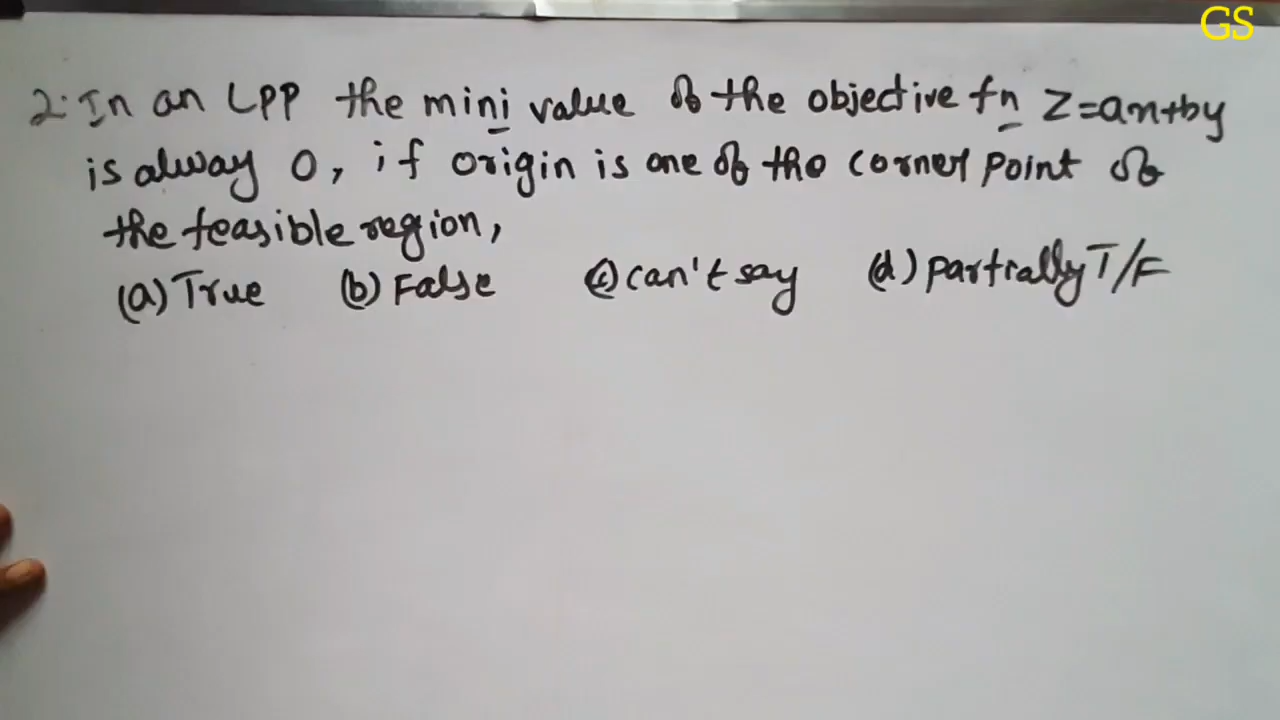 GS
2. In an LPP the mini value of the objective fn Z=ax+by
is alway 0, if origin is one of the corner point of
the feasible region,
(a) True (b) False (c) can't say (d) partially T/F